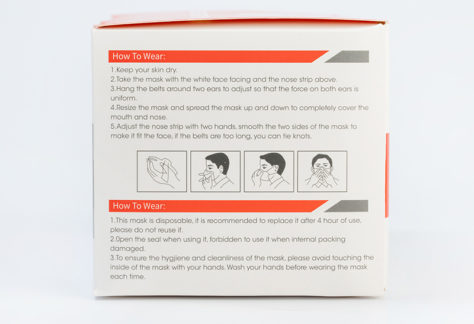 How To Wear:
1.Keep your skin dry.
2.Take the mask with the white face facing and the nose strip above.
3.Hang the belts around two ears to adjust so that the force on both ears is
uniform.
4.Resize the mask and spread the mask up and down to completely cover the
mouth and nose.
5.Adjust the nose strip with two hands, smooth the two sides of the mask to
make it fit the face, if the belts are too long, you can tie knots.
How To Wear:
1.This mask is disposable, it is recommended to replace it after 4 hour of use,
please do not reuse it.
2.Open the seal when using it, forbidden to use it when internal packing
damaged.
3.To ensure the hygjene and cleanliness of the mask, please avoid touching the
inside of the mask with your hands. Wash your hands before wearing the mask
each time.